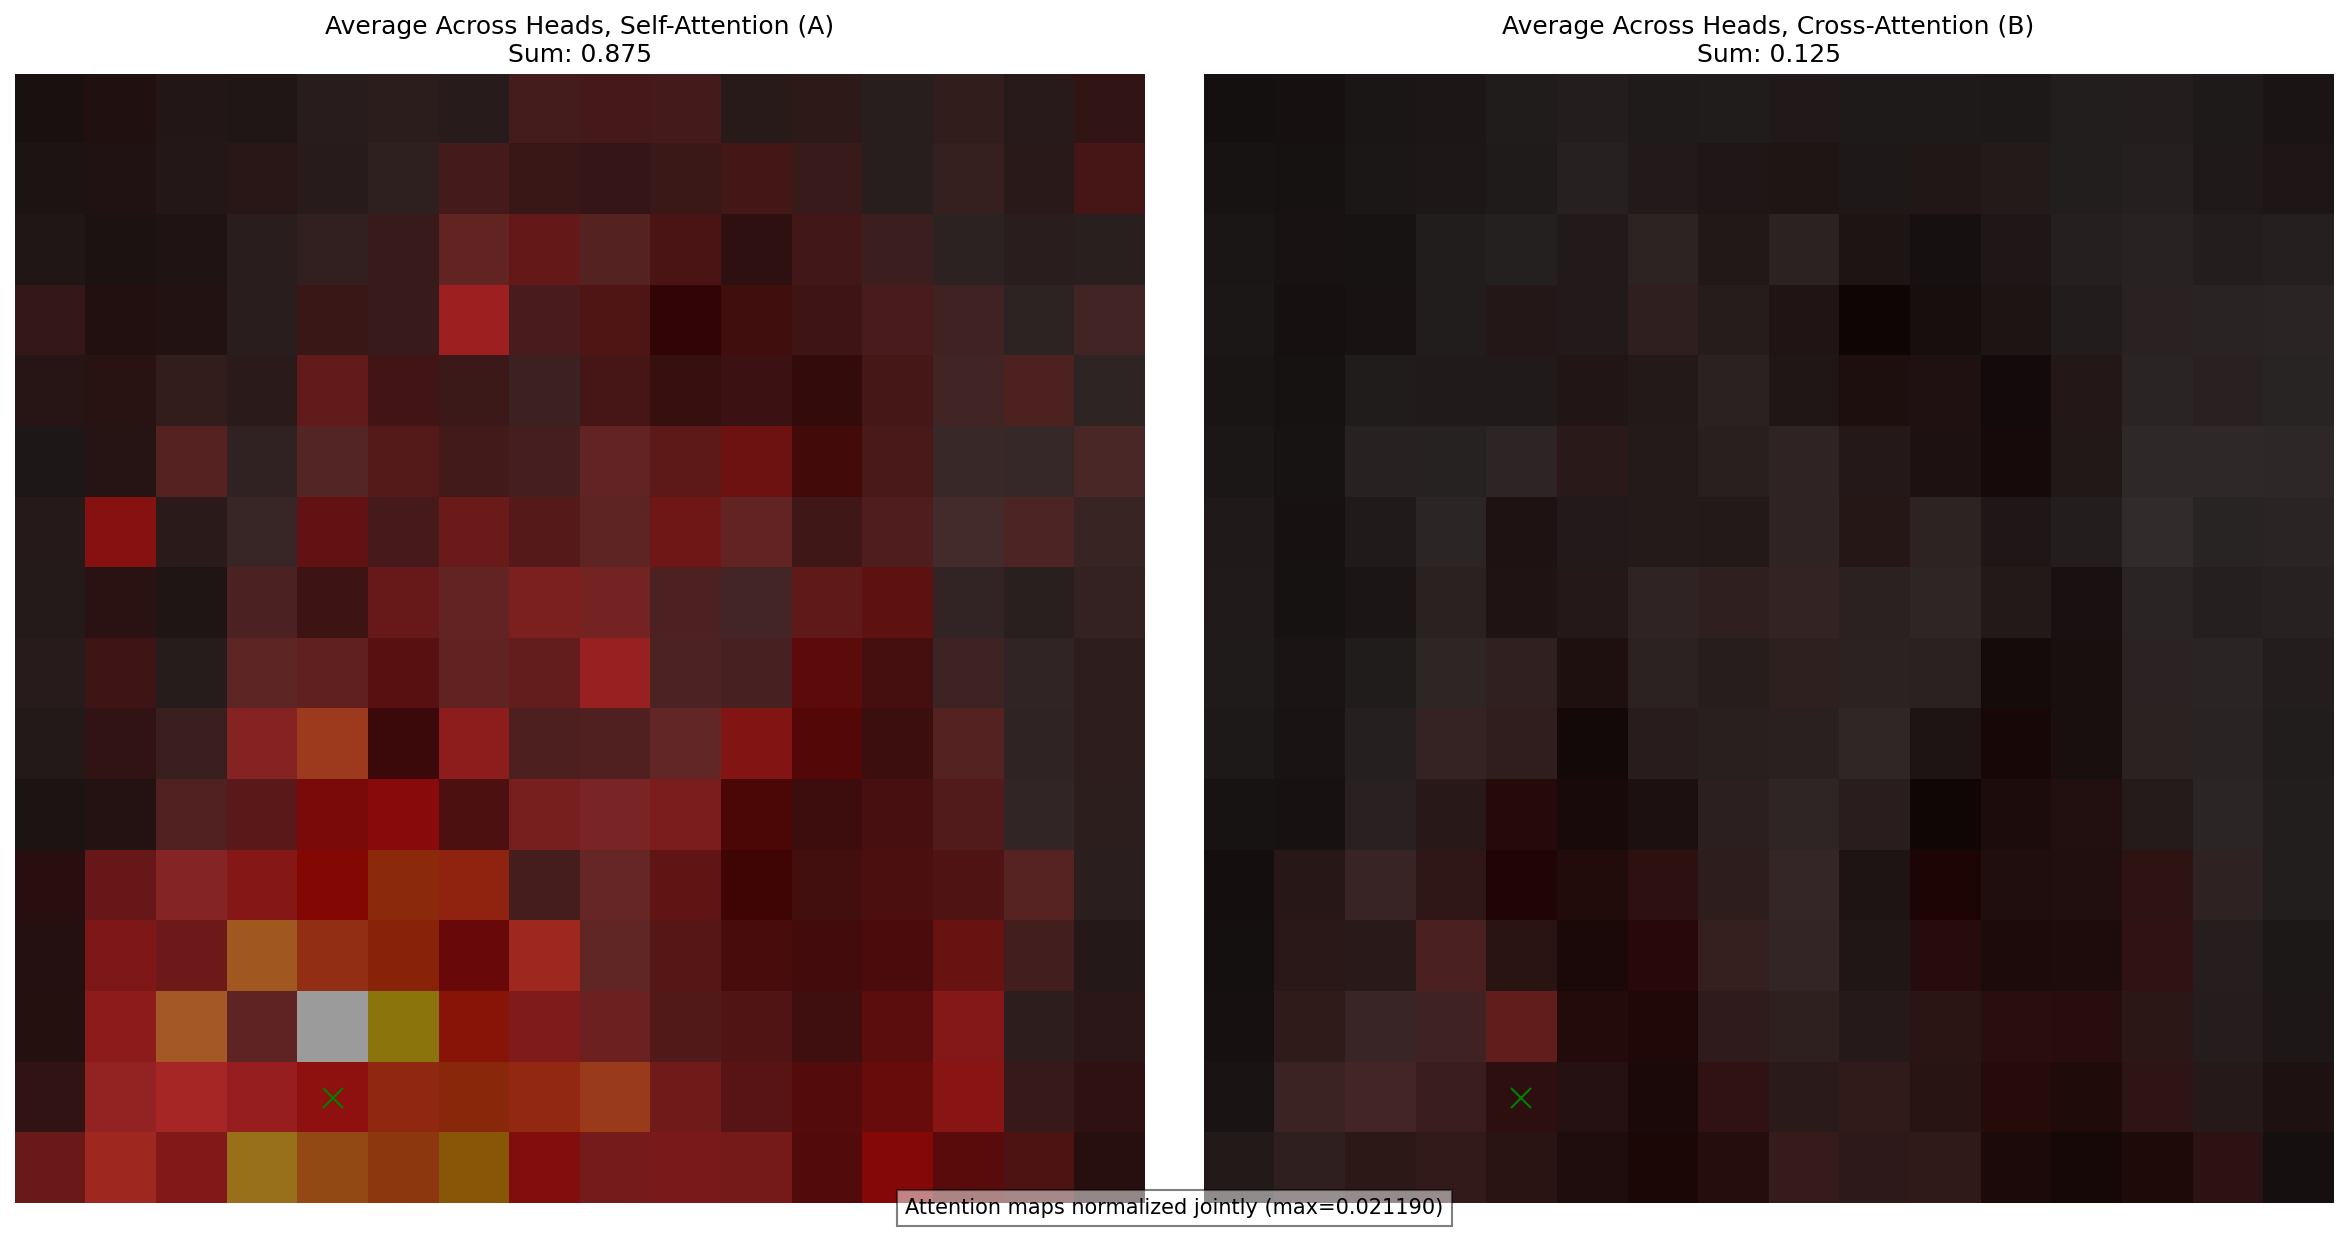 Average Across Heads, Self-Attention (A)
Sum: 0.875
Average Across Heads, Cross-Attention (B)
Sum: 0.125
Attention maps normalized jointly (max=0.021190)